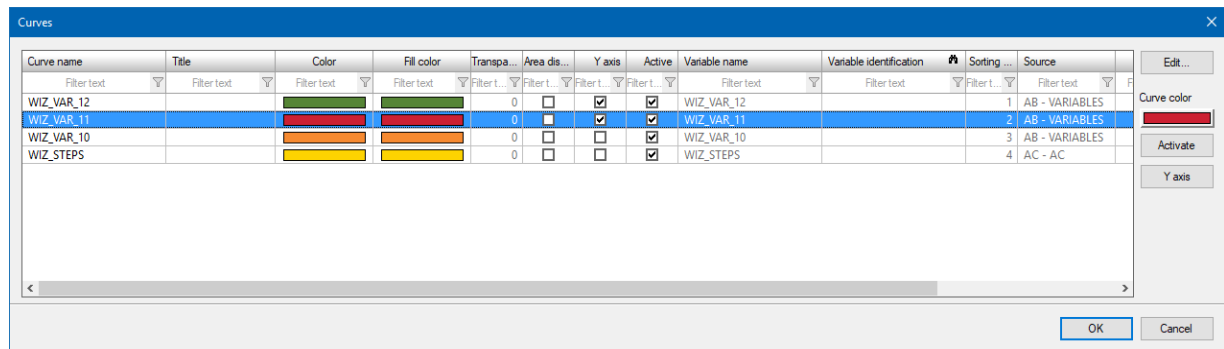 Curves
Curve name Title Color Fill color Transpa... Area dis... Y axis Active Variable name Variable identification Sorting ... Source Edit...
Filter text Filter text Filter text Filter text Filter t... Filter t... Filter t... Filter t... Filter text Filter text Filter t... Filter text F
WIZ_VAR_12 0 WIZ_VAR_12 1 AB - VARIABLES Curve color
WIZ_VAR_11 0 WIZ_VAR_11 2 AB - VARIABLES
WIZ_VAR_10 0 WIZ_VAR_10 3 AB - VARIABLES Activate
WIZ_STEPS 0 WIZ_STEPS 4 AC - AC
Y axis
OK Cancel